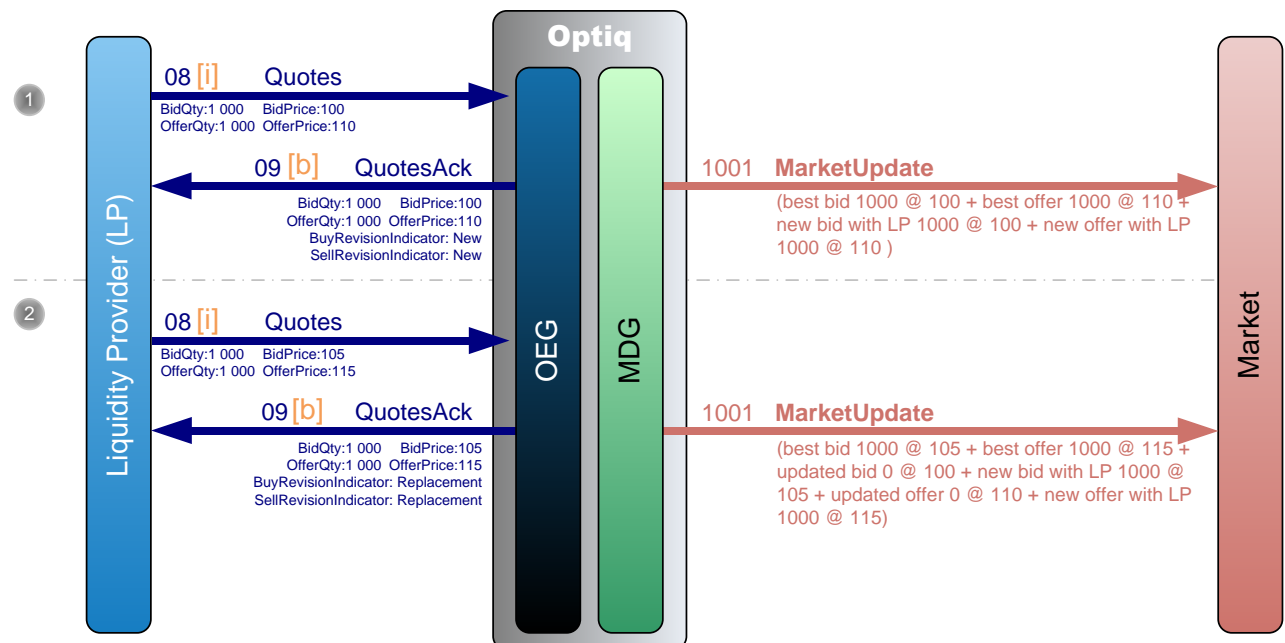 Optiq
1
08 [i] Quotes
BidQty:1 000 BidPrice:100
OfferQty:1 000 OfferPrice:110
09 [b] QuotesAck
BidQty:1 000 BidPrice:100
OfferQty:1 000 OfferPrice:110
BuyRevisionIndicator: New
SellRevisionIndicator: New
1001 MarketUpdate
(best bid 1000 @ 100 + best offer 1000 @ 110 +
new bid with LP 1000 @ 100 + new offer with LP
1000 @ 110 )
Liquidity Provider (LP)
OEG
MDG
Market
2
08 [i] Quotes
BidQty:1 000 BidPrice:105
OfferQty:1 000 OfferPrice:115
09 [b] QuotesAck
BidQty:1 000 BidPrice:105
OfferQty:1 000 OfferPrice:115
BuyRevisionIndicator: Replacement
SellRevisionIndicator: Replacement
1001 MarketUpdate
(best bid 1000 @ 105 + best offer 1000 @ 115 +
updated bid 0 @ 100 + new bid with LP 1000 @
105 + updated offer 0 @ 110 + new offer with LP
1000 @ 115)